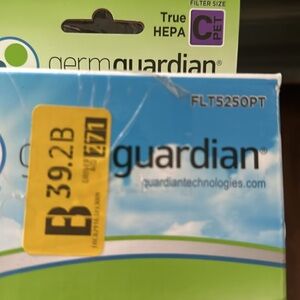 FILTER SIZE
True HEPA
C PET
germguardian®
FLT5250PT
guardian®
guardiantechnologies.com
B 39.2B